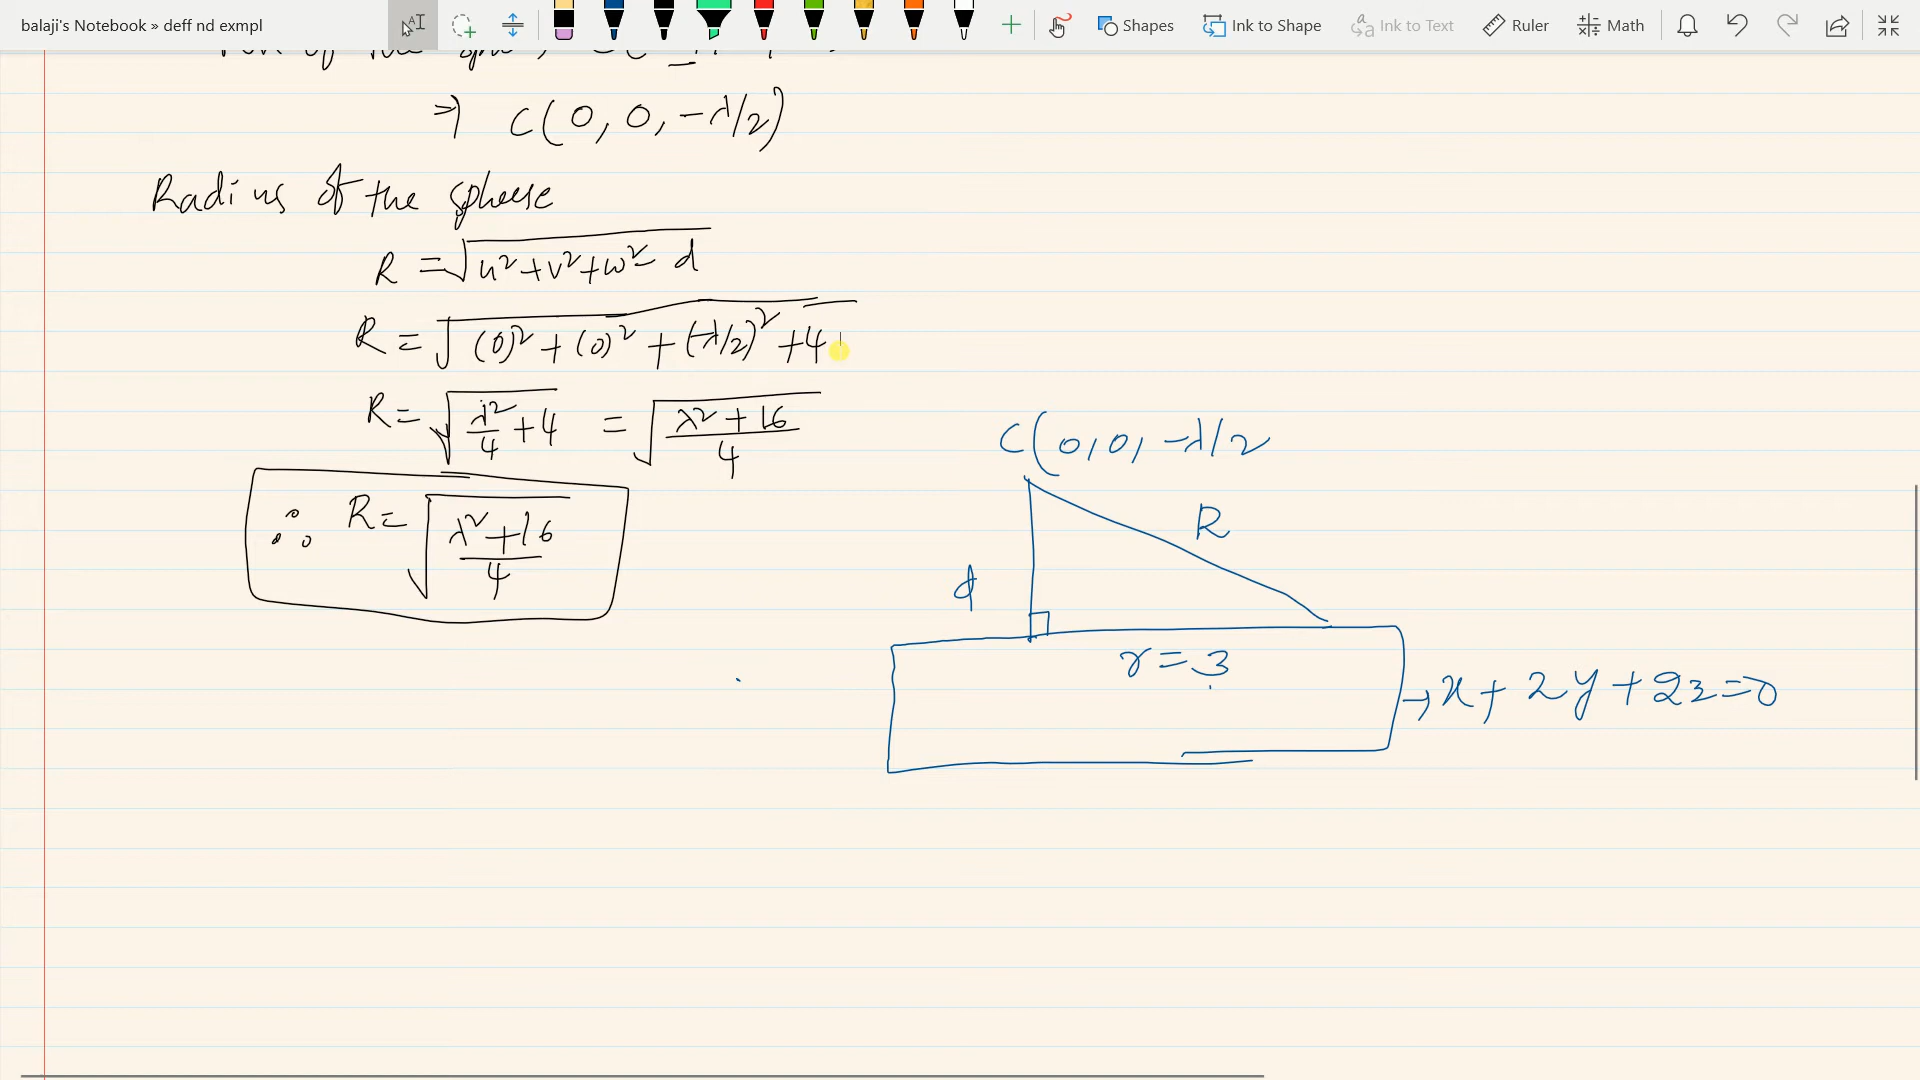 balaji's Notebook » deff nd exmpl
Shapes
Ink to Shape
Ink to Text
Ruler
Math
of the
⇒ C(0, 0, -λ/2)
Radius of the sphere
R = √(u² + v² + w² - d)
R = √((0)² + (0)² + (-λ/2)² + 4)
R = √(λ²/4 + 4) = √((λ² + 16)/4)
∴ R = √((λ² + 16)/4)
C(0, 0, -λ/2
R
d
r = 3
→ x + 2y + 2z = 0